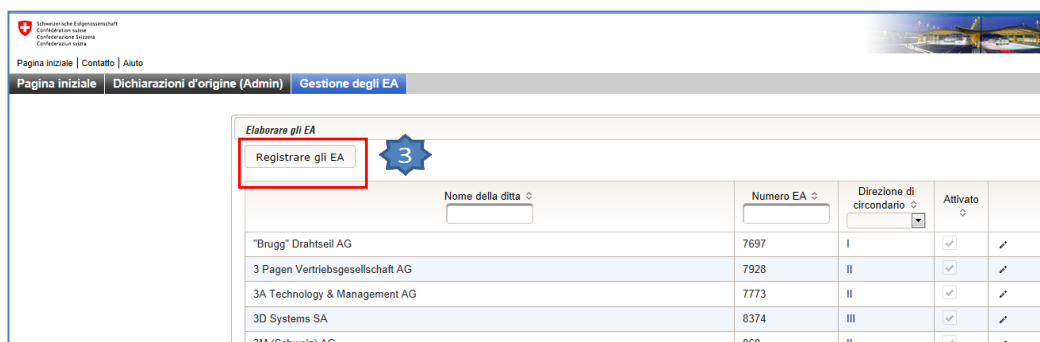 Schweizerische Eidgenossenschaft
Confédération suisse
Confederazione Svizzera
Confederaziun svizra
Pagina iniziale | Contatto | Aiuto
Pagina iniziale Dichiarazioni d'origine (Admin) Gestione degli EA
Elaborare gli EA
Registrare gli EA 3
Nome della ditta Numero EA Direzione di circondario Attivato
"Brugg" Drahtseil AG 7697 I
3 Pagen Vertriebsgesellschaft AG 7928 II
3A Technology & Management AG 7773 II
3D Systems SA 8374 III